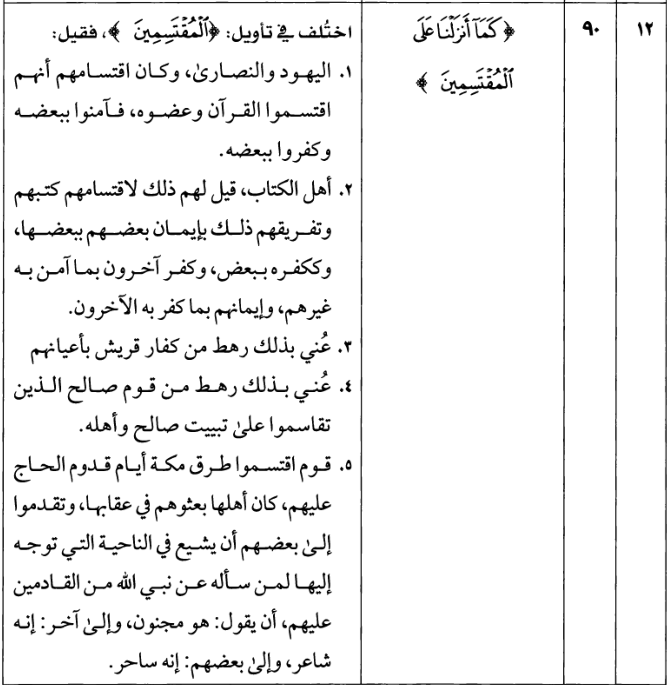 ١٢
٩٠
﴿ كَمَآ أَنزَلْنَا عَلَى
ٱلْمُقْتَسِمِينَ ﴾
اختُلف في تأويل: ﴿ٱلْمُقْتَسِمِينَ ﴾، فقيل:
١. اليهود والنصارىٰ، وكان اقتسامهم أنهم
اقتسموا القرآن وعضوه، فآمنوا ببعضه
وكفروا ببعضه.
٢. أهل الكتاب، قيل لهم ذلك لاقتسامهم كتبهم
وتفريقهم ذلك بإيمان بعضهم ببعضها،
وككفره ببعض، وكفر آخرون بما آمن به
غيرهم، وإيمانهم بما كفر به الآخرون.
٣. عُني بذلك رهط من كفار قريش بأعيانهم
٤. عُني بذلك رهط من قوم صالح الذين
تقاسموا علىٰ تبييت صالح وأهله.
٥. قوم اقتسموا طرق مكة أيام قدوم الحاج
عليهم، كان أهلها بعثوهم في عقابها، وتقدموا
إلىٰ بعضهم أن يشيع في الناحية التي توجه
إليها لمن سأله عن نبي الله من القادمين
عليهم، أن يقول: هو مجنون، وإلىٰ آخر: إنه
شاعر، وإلىٰ بعضهم: إنه ساحر.